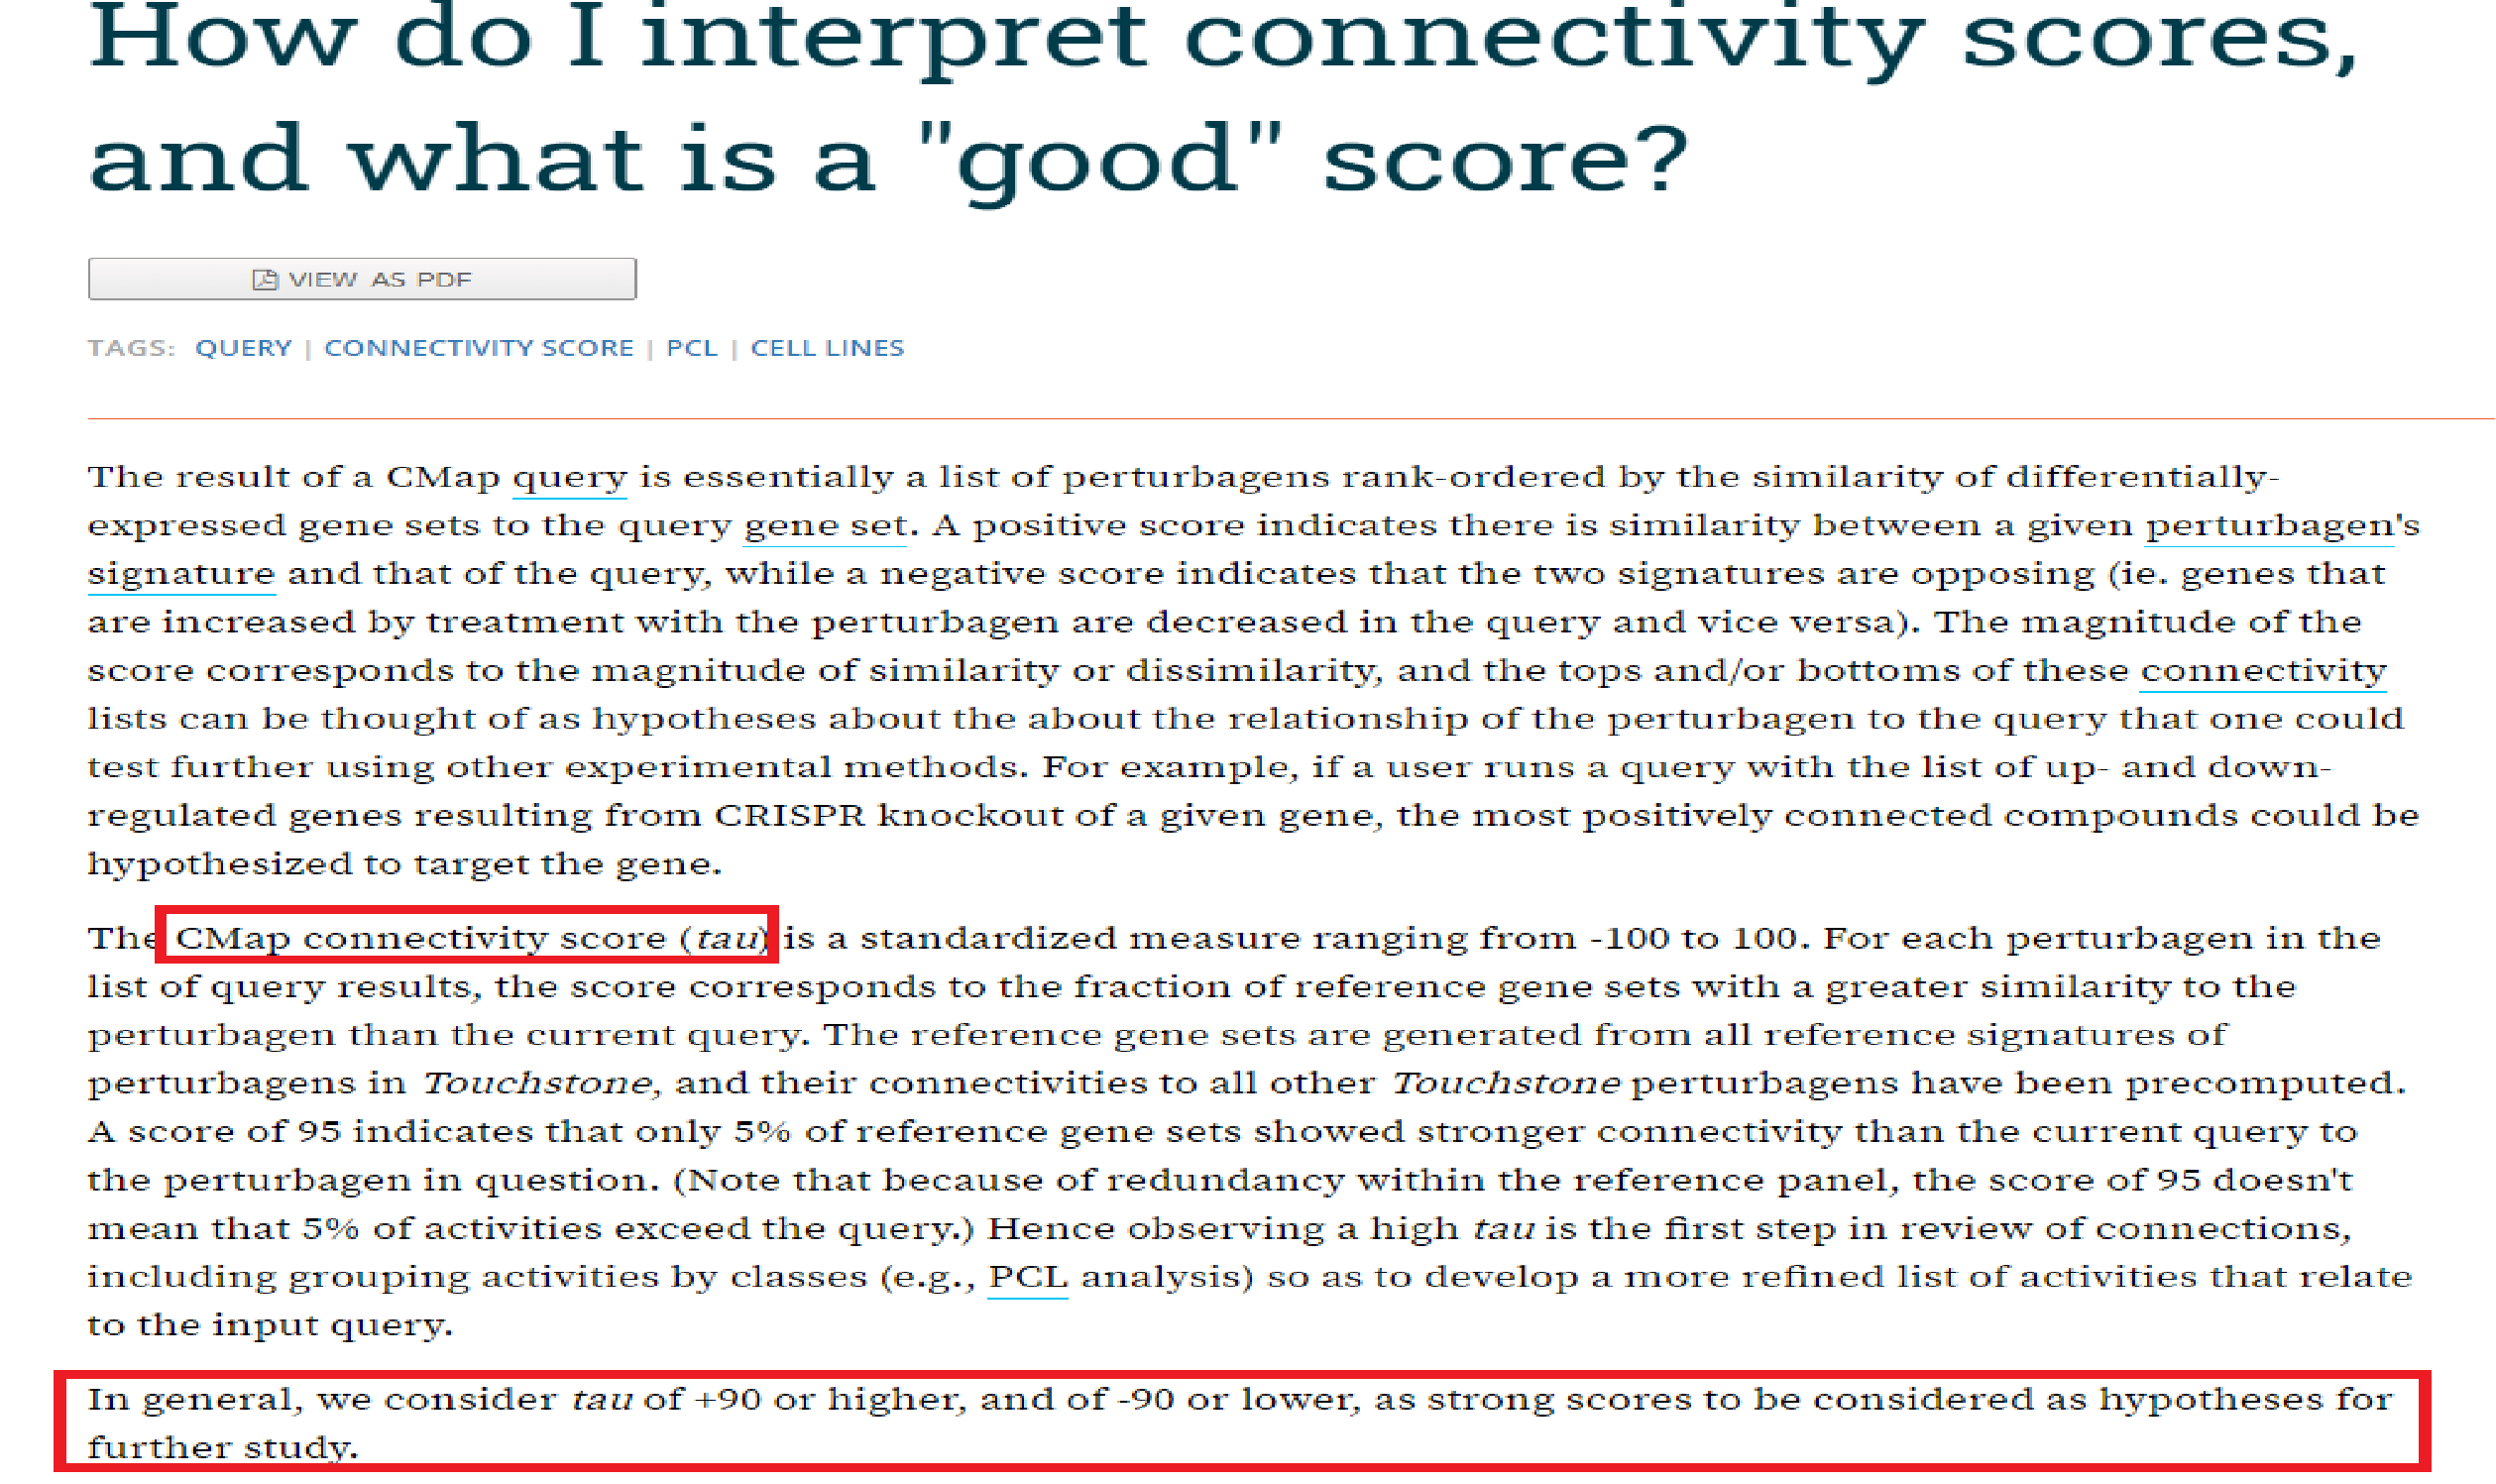 How do I interpret connectivity scores,
and what is a "good" score?
VIEW AS PDF
TAGS: QUERY | CONNECTIVITY SCORE | PCL | CELL LINES
The result of a CMap query is essentially a list of perturbagens rank-ordered by the similarity of differentially-
expressed gene sets to the query gene set. A positive score indicates there is similarity between a given perturbagen's
signature and that of the query, while a negative score indicates that the two signatures are opposing (ie. genes that
are increased by treatment with the perturbagen are decreased in the query and vice versa). The magnitude of the
score corresponds to the magnitude of similarity or dissimilarity, and the tops and/or bottoms of these connectivity
lists can be thought of as hypotheses about the about the relationship of the perturbagen to the query that one could
test further using other experimental methods. For example, if a user runs a query with the list of up- and down-
regulated genes resulting from CRISPR knockout of a given gene, the most positively connected compounds could be
hypothesized to target the gene.
The CMap connectivity score (tau) is a standardized measure ranging from -100 to 100. For each perturbagen in the
list of query results, the score corresponds to the fraction of reference gene sets with a greater similarity to the
perturbagen than the current query. The reference gene sets are generated from all reference signatures of
perturbagens in Touchstone, and their connectivities to all other Touchstone perturbagens have been precomputed.
A score of 95 indicates that only 5% of reference gene sets showed stronger connectivity than the current query to
the perturbagen in question. (Note that because of redundancy within the reference panel, the score of 95 doesn't
mean that 5% of activities exceed the query.) Hence observing a high tau is the first step in review of connections,
including grouping activities by classes (e.g., PCL analysis) so as to develop a more refined list of activities that relate
to the input query.
In general, we consider tau of +90 or higher, and of -90 or lower, as strong scores to be considered as hypotheses for
further study.